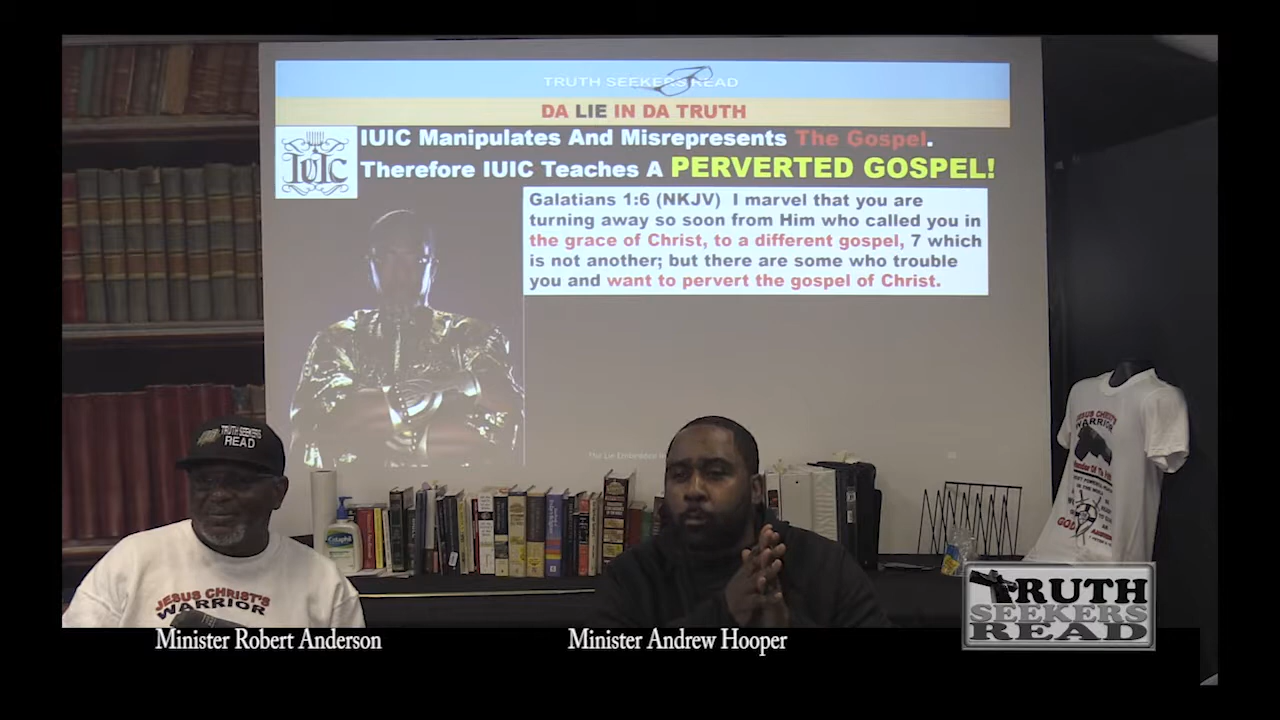 TRUTH SEEKERS READ
DA LIE IN DA TRUTH
IUIC Manipulates And Misrepresents The Gospel.
IUIC
Therefore IUIC Teaches A PERVERTED GOSPEL!
Galatians 1:6 (NKJV) I marvel that you are
turning away so soon from Him who called you in
the grace of Christ, to a different gospel, 7 which
is not another; but there are some who trouble
you and want to pervert the gospel of Christ.
TRUTH SEEKERS
READ
JESUS CHRIST'S
WARRIOR
Cetaphil
JESUS CHRIST'S
WARRIOR
GOD
TRUTH
SEEKERS
READ
Minister Robert Anderson
Minister Andrew Hooper